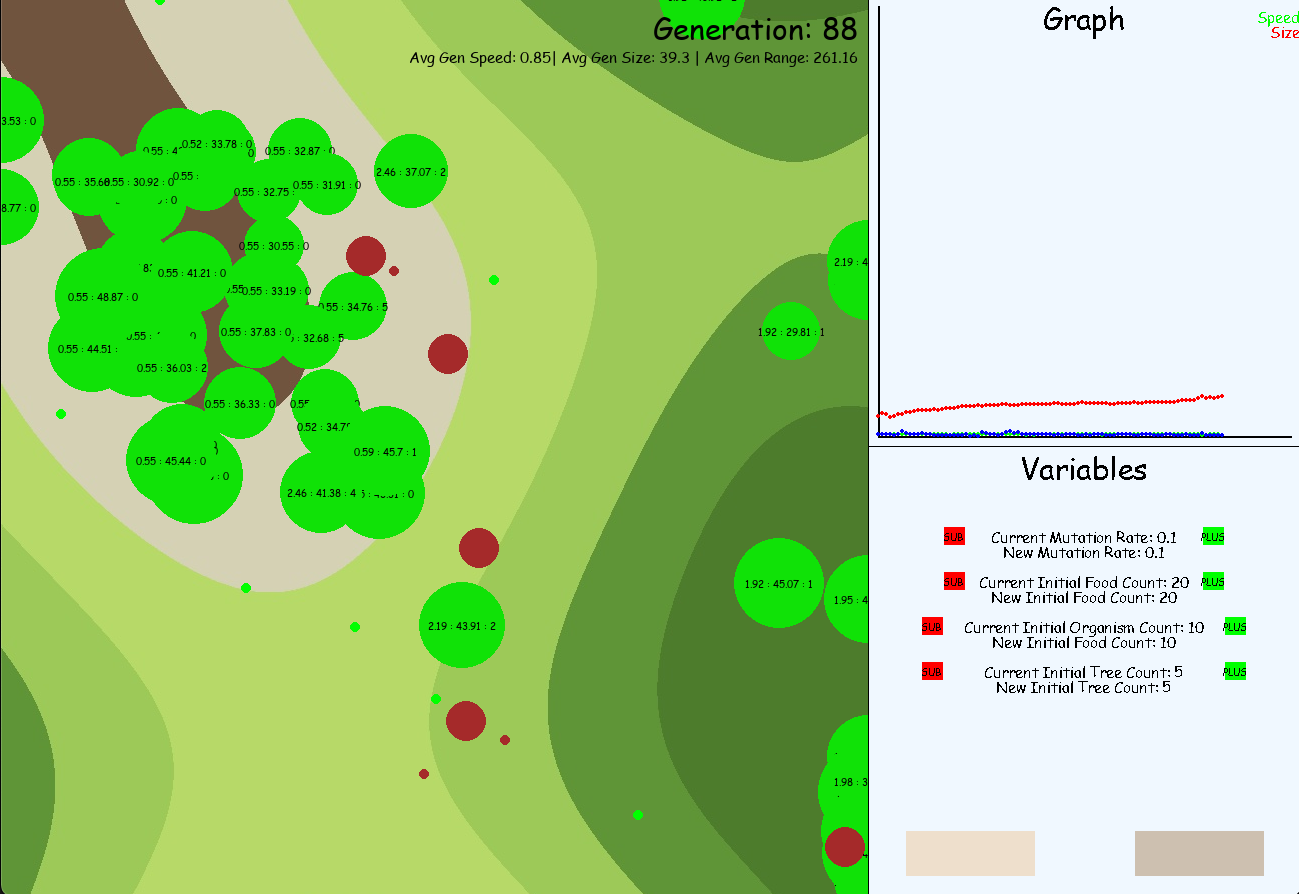 Generation: 88
Avg Gen Speed: 0.85| Avg Gen Size: 39.3 | Avg Gen Range: 261.16
3.53 : 0
0.52 : 33.78 : 0
0.55 : 32.87 : 0
2.46 : 37.07 : 2
0.55 : 30.92 : 0
0.55 :
0.55 : 32.75
0.55 : 31.91 : 0
8.77 : 0
0.55 : 30.55 : 0
0.55 : 41.21 : 0
2.19 : 4
0.55 : 48.87 : 0
0.55 : 33.19 : 0
0.55 : 34.76 : 5
0.55 : 37.83 : 0
: 32.68 : 5
1.92 : 29.81 : 1
0.55 : 44.51 :
0.55 : 36.03 : 2
0.55 : 36.33 : 0
0.52 : 34.7
0.59 : 45.7 : 1
0.55 : 45.44 : 0
2.46 : 41.38 : 4
1.92 : 45.07 : 1
1.95 : 4
2.19 : 43.91 : 2
1.98 : 3
Graph
Speed
Size
Variables
SUB
Current Mutation Rate: 0.1
PLUS
New Mutation Rate: 0.1
SUB
Current Initial Food Count: 20
PLUS
New Initial Food Count: 20
SUB
Current Initial Organism Count: 10
PLUS
New Initial Food Count: 10
SUB
Current Initial Tree Count: 5
PLUS
New Initial Tree Count: 5